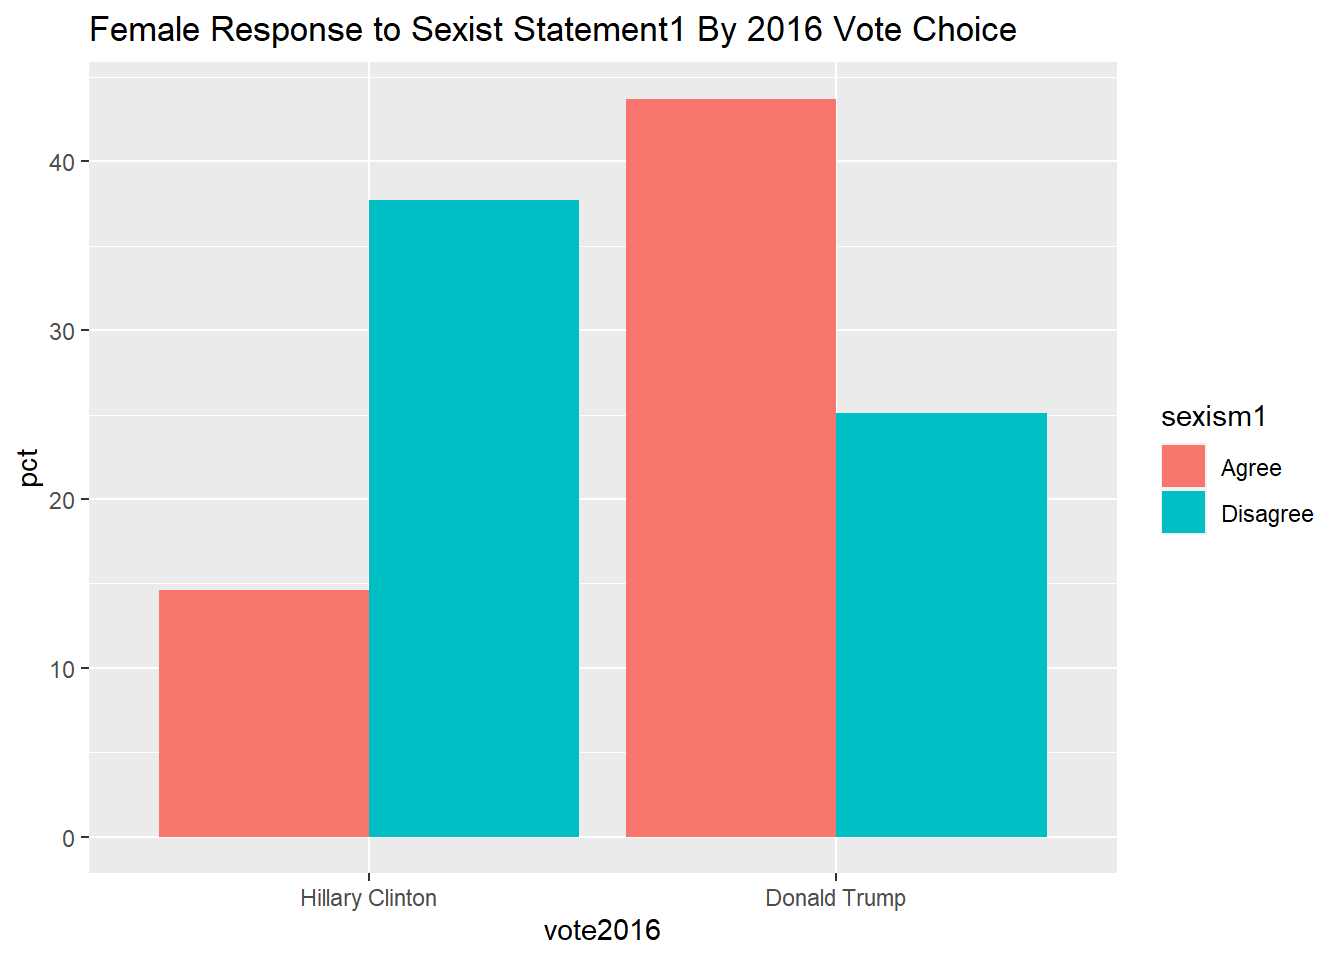 Female Response to Sexist Statement1 By 2016 Vote Choice
pct
40
30
20
10
0
Hillary Clinton
Donald Trump
vote2016
sexism1
Agree
Disagree